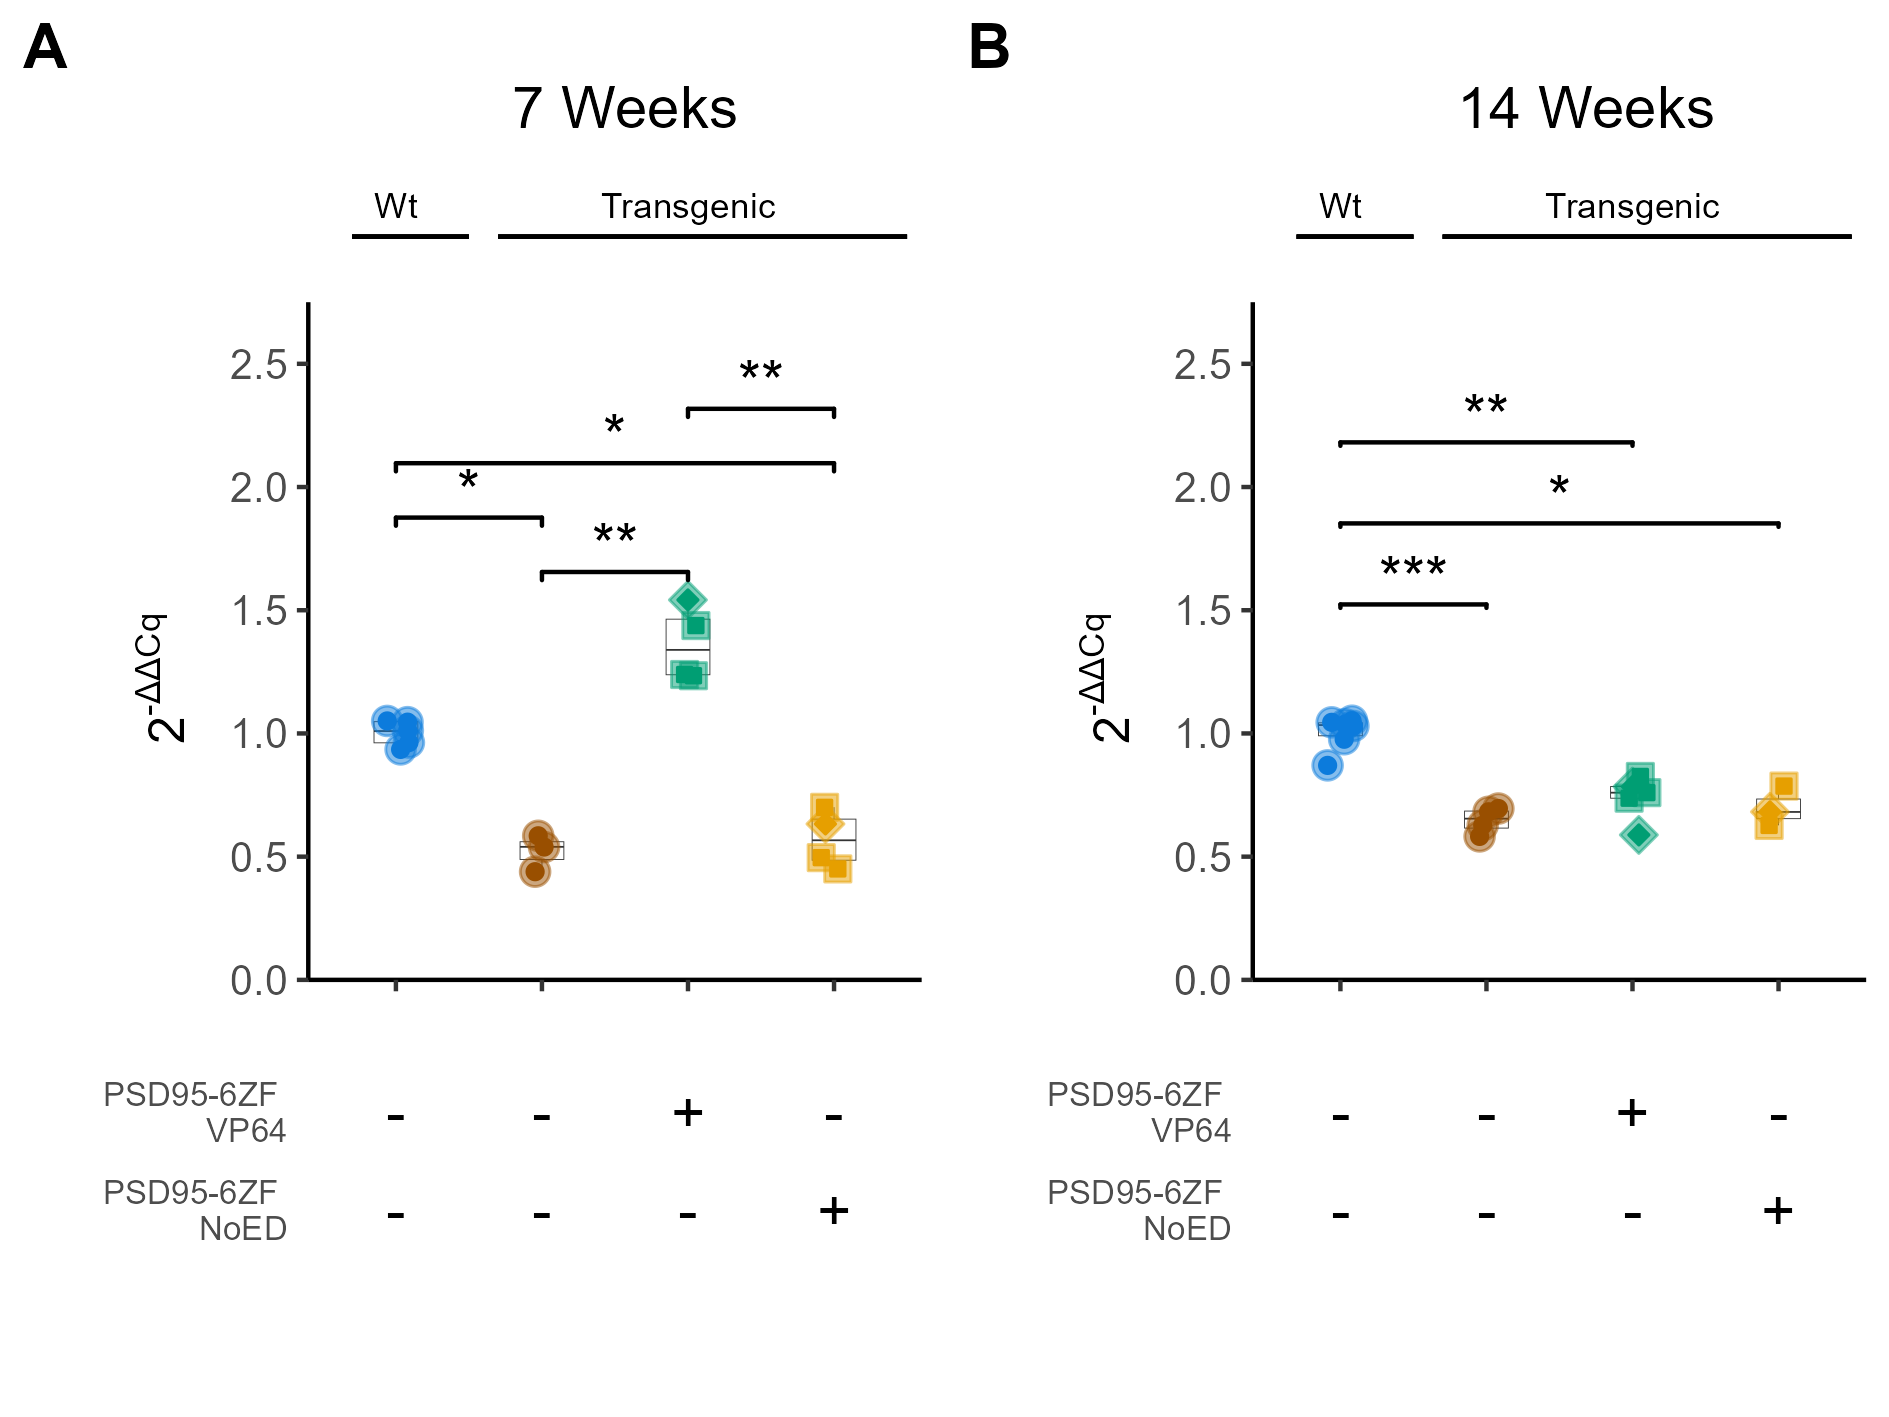 A
7 Weeks
Wt Transgenic
2.5
2.0
1.5
1.0
0.5
0.0
2-ΔΔCq
**
*
*
**
PSD95-6ZF
VP64
- - + -
PSD95-6ZF
NoED
- - - +
B
14 Weeks
Wt Transgenic
2.5
2.0
1.5
1.0
0.5
0.0
2-ΔΔCq
**
*
***
PSD95-6ZF
VP64
- - + -
PSD95-6ZF
NoED
- - - +